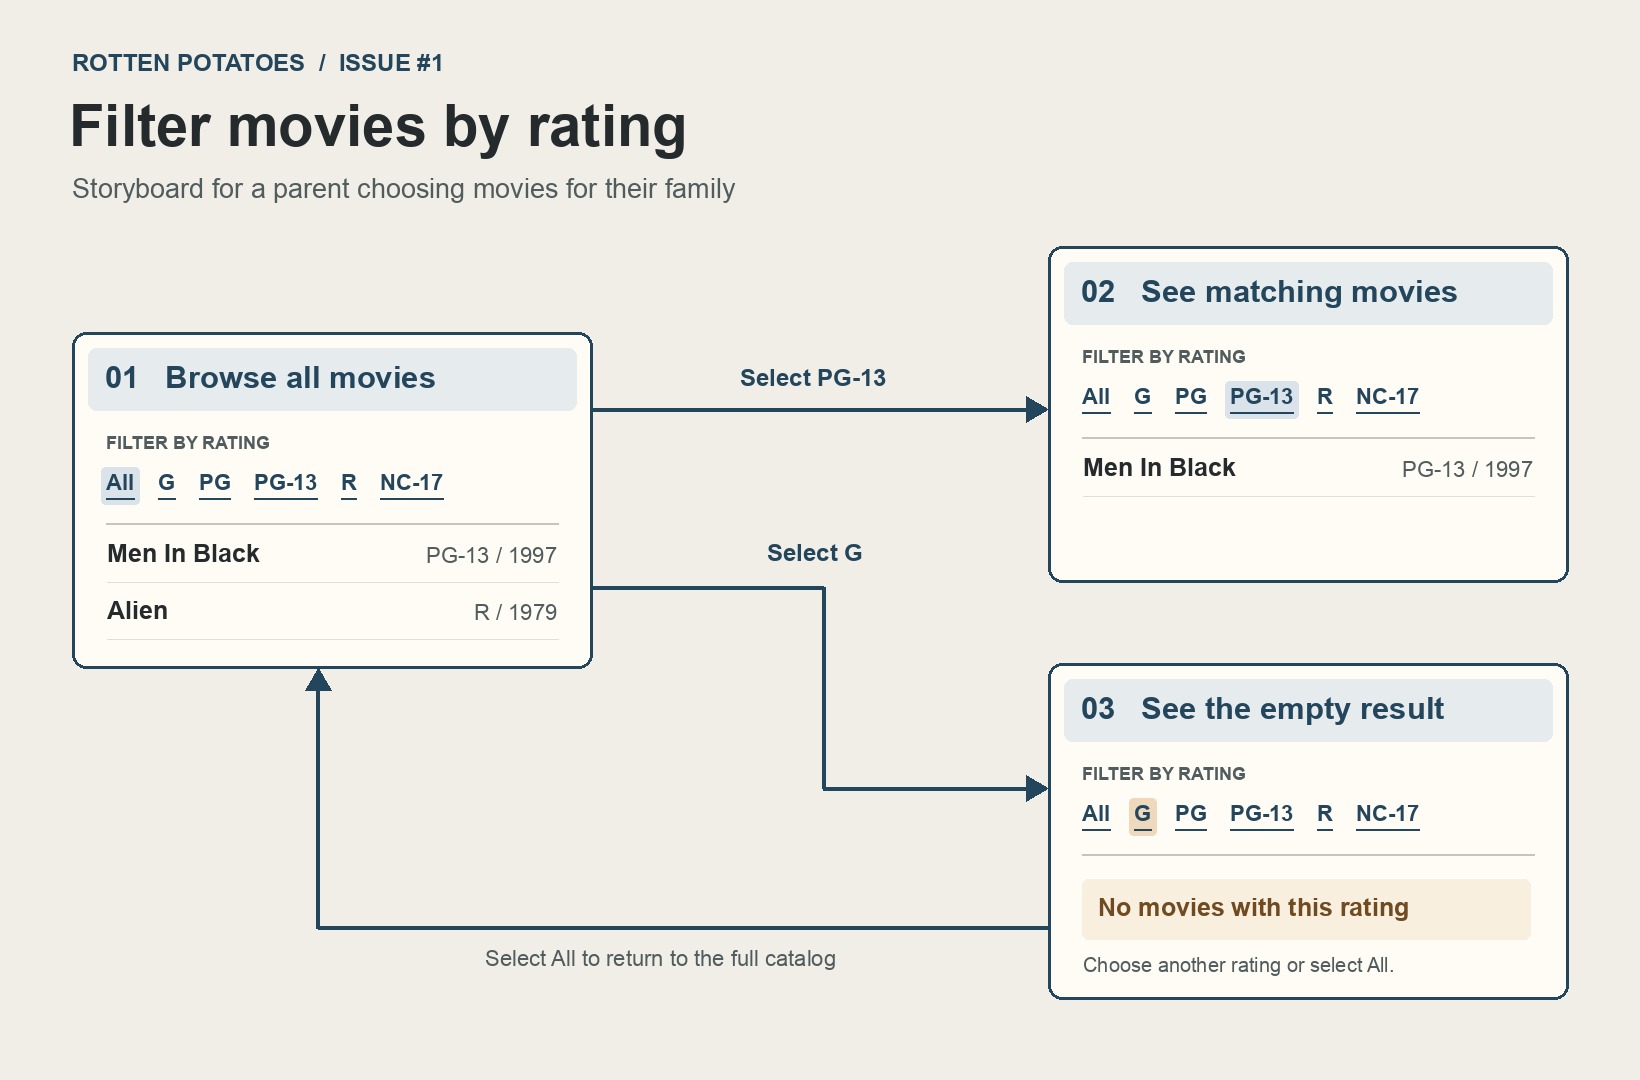 ROTTEN POTATOES / ISSUE #1
Filter movies by rating
Storyboard for a parent choosing movies for their family
01 Browse all movies
FILTER BY RATING
All G PG PG-13 R NC-17
Men In Black PG-13 / 1997
Alien R / 1979
Select PG-13
Select G
02 See matching movies
FILTER BY RATING
All G PG PG-13 R NC-17
Men In Black PG-13 / 1997
03 See the empty result
FILTER BY RATING
All G PG PG-13 R NC-17
No movies with this rating
Choose another rating or select All.
Select All to return to the full catalog